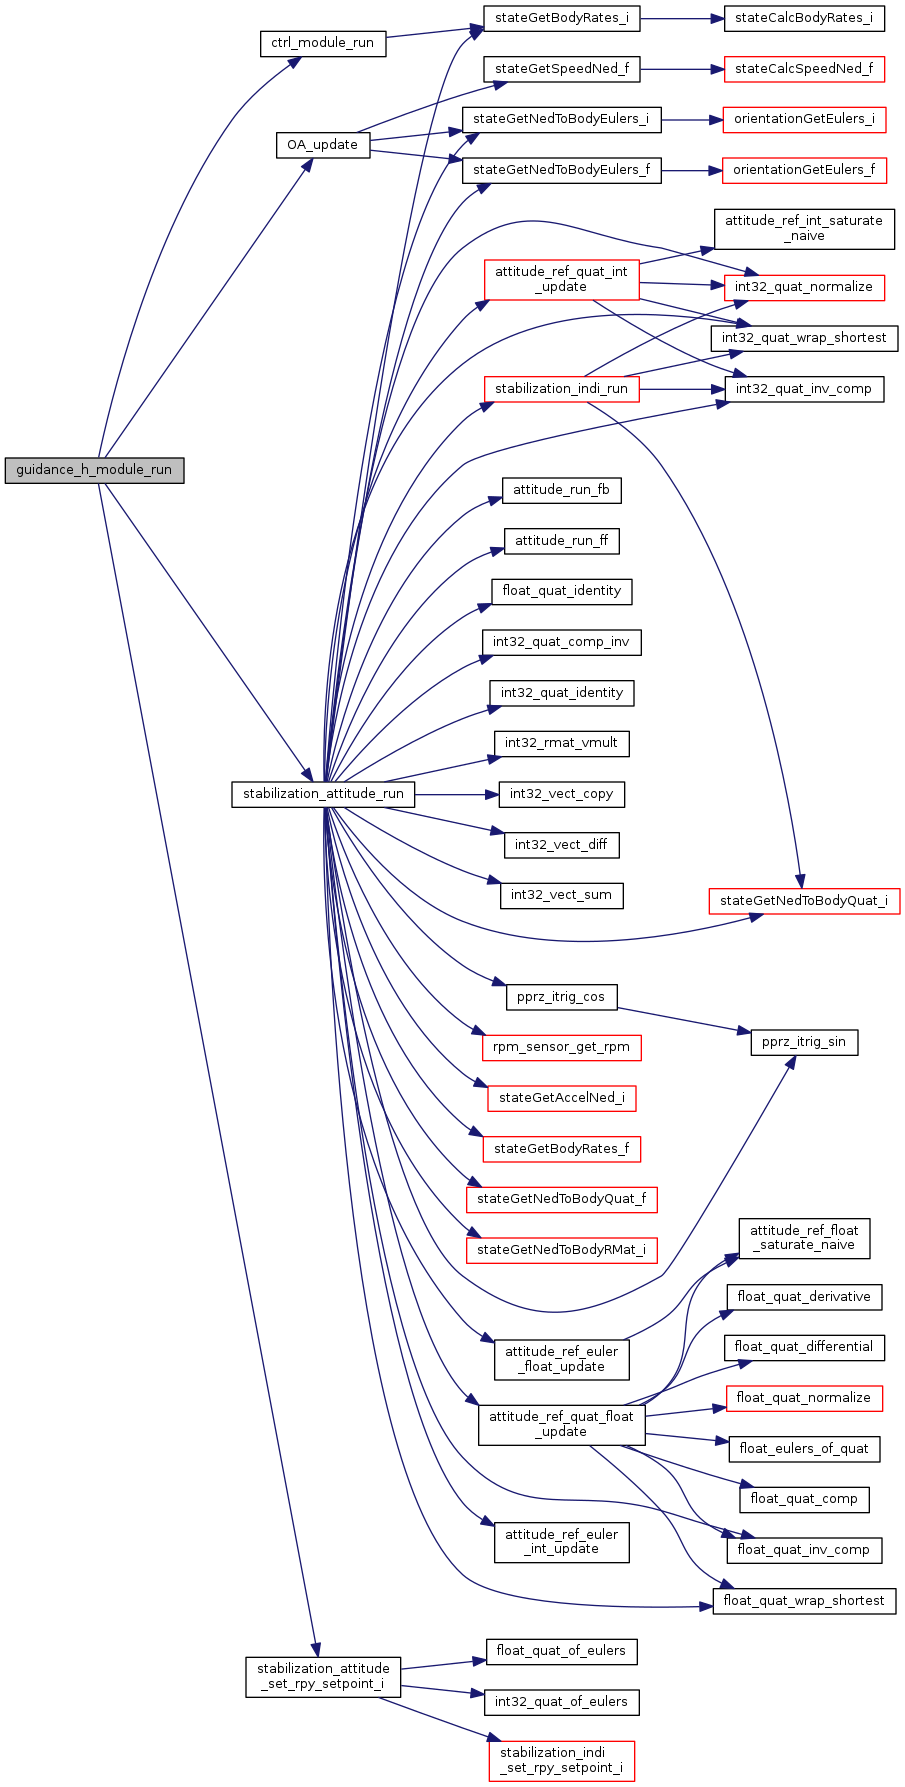 guidance_h_module_run
ctrl_module_run
OA_update
stabilization_attitude_run
stabilization_attitude
_set_rpy_setpoint_i
stateGetBodyRates_i
stateGetSpeedNed_f
stateGetNedToBodyEulers_i
stateGetNedToBodyEulers_f
attitude_ref_quat_int
_update
stabilization_indi_run
attitude_run_fb
attitude_run_ff
float_quat_identity
int32_quat_comp_inv
int32_quat_identity
int32_rmat_vmult
int32_vect_copy
int32_vect_diff
int32_vect_sum
pprz_itrig_cos
rpm_sensor_get_rpm
stateGetAccelNed_i
stateGetBodyRates_f
stateGetNedToBodyQuat_f
stateGetNedToBodyRMat_i
attitude_ref_euler
_float_update
attitude_ref_quat_float
_update
attitude_ref_euler
_int_update
float_quat_of_eulers
int32_quat_of_eulers
stabilization_indi
_set_rpy_setpoint_i
stateCalcBodyRates_i
stateCalcSpeedNed_f
orientationGetEulers_i
orientationGetEulers_f
attitude_ref_int_saturate
_naive
int32_quat_normalize
int32_quat_wrap_shortest
int32_quat_inv_comp
stateGetNedToBodyQuat_i
pprz_itrig_sin
attitude_ref_float
_saturate_naive
float_quat_derivative
float_quat_differential
float_quat_normalize
float_eulers_of_quat
float_quat_comp
float_quat_inv_comp
float_quat_wrap_shortest